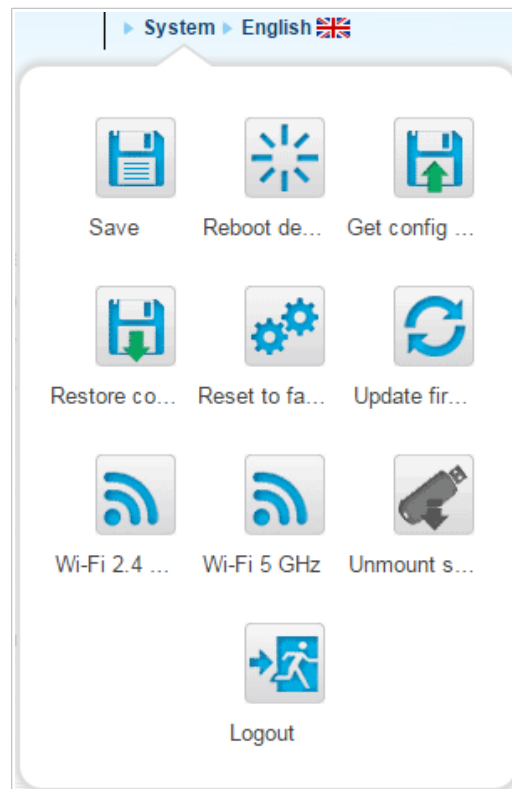 System English
Save Reboot de... Get config ...
Restore co... Reset to fa... Update fir...
Wi-Fi 2.4 ... Wi-Fi 5 GHz Unmount s...
Logout